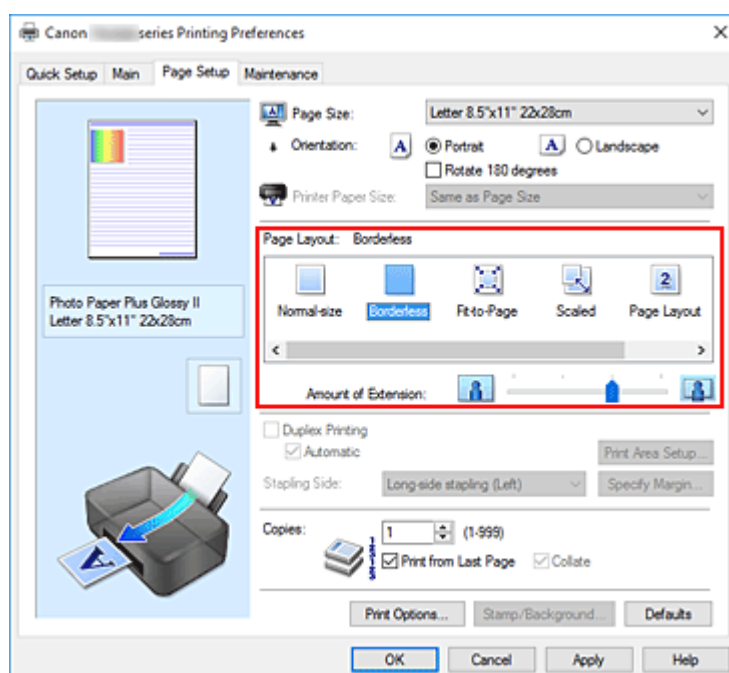 Canon series Printing Preferences
Quick Setup Main Page Setup Maintenance
Page Size: Letter 8.5"x11" 22x28cm
Orientation: A Portrait A Landscape
Rotate 180 degrees
Printer Paper Size: Same as Page Size
Page Layout: Borderless
2
Normal-size Borderless Fit-to-Page Scaled Page Layout
Photo Paper Plus Glossy II
Letter 8.5"x11" 22x28cm
Amount of Extension:
Duplex Printing
Automatic
Print Area Setup...
Stapling Side: Long-side stapling (Left) Specify Margin...
Copies: 1 (1-999)
Print from Last Page Collate
A
Print Options... Stamp/Background... Defaults
OK Cancel Apply Help